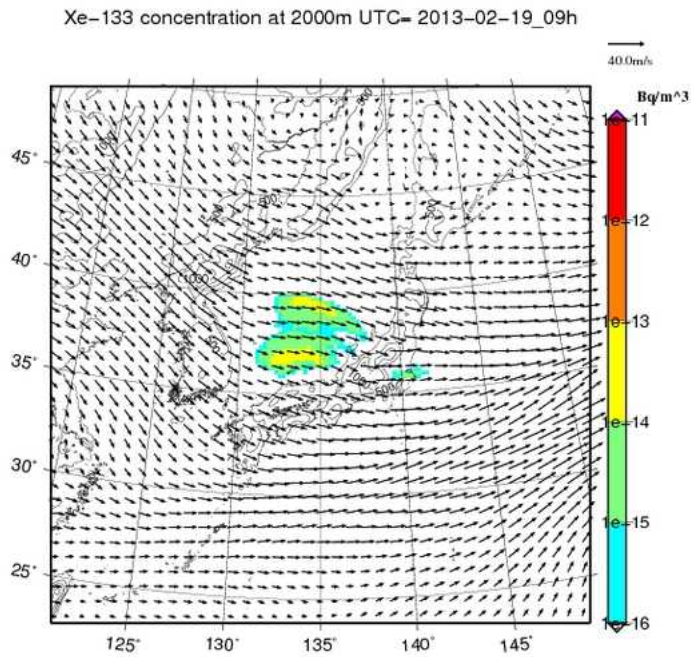 Xe-133 concentration at 2000m UTC= 2013-02-19_09h
40.0m/s
Bq/m^3
1e-11
1e-12
1e-13
1e-14
1e-15
1e-16
45°
40°
35°
30°
25°
125° 130° 135° 140° 145°